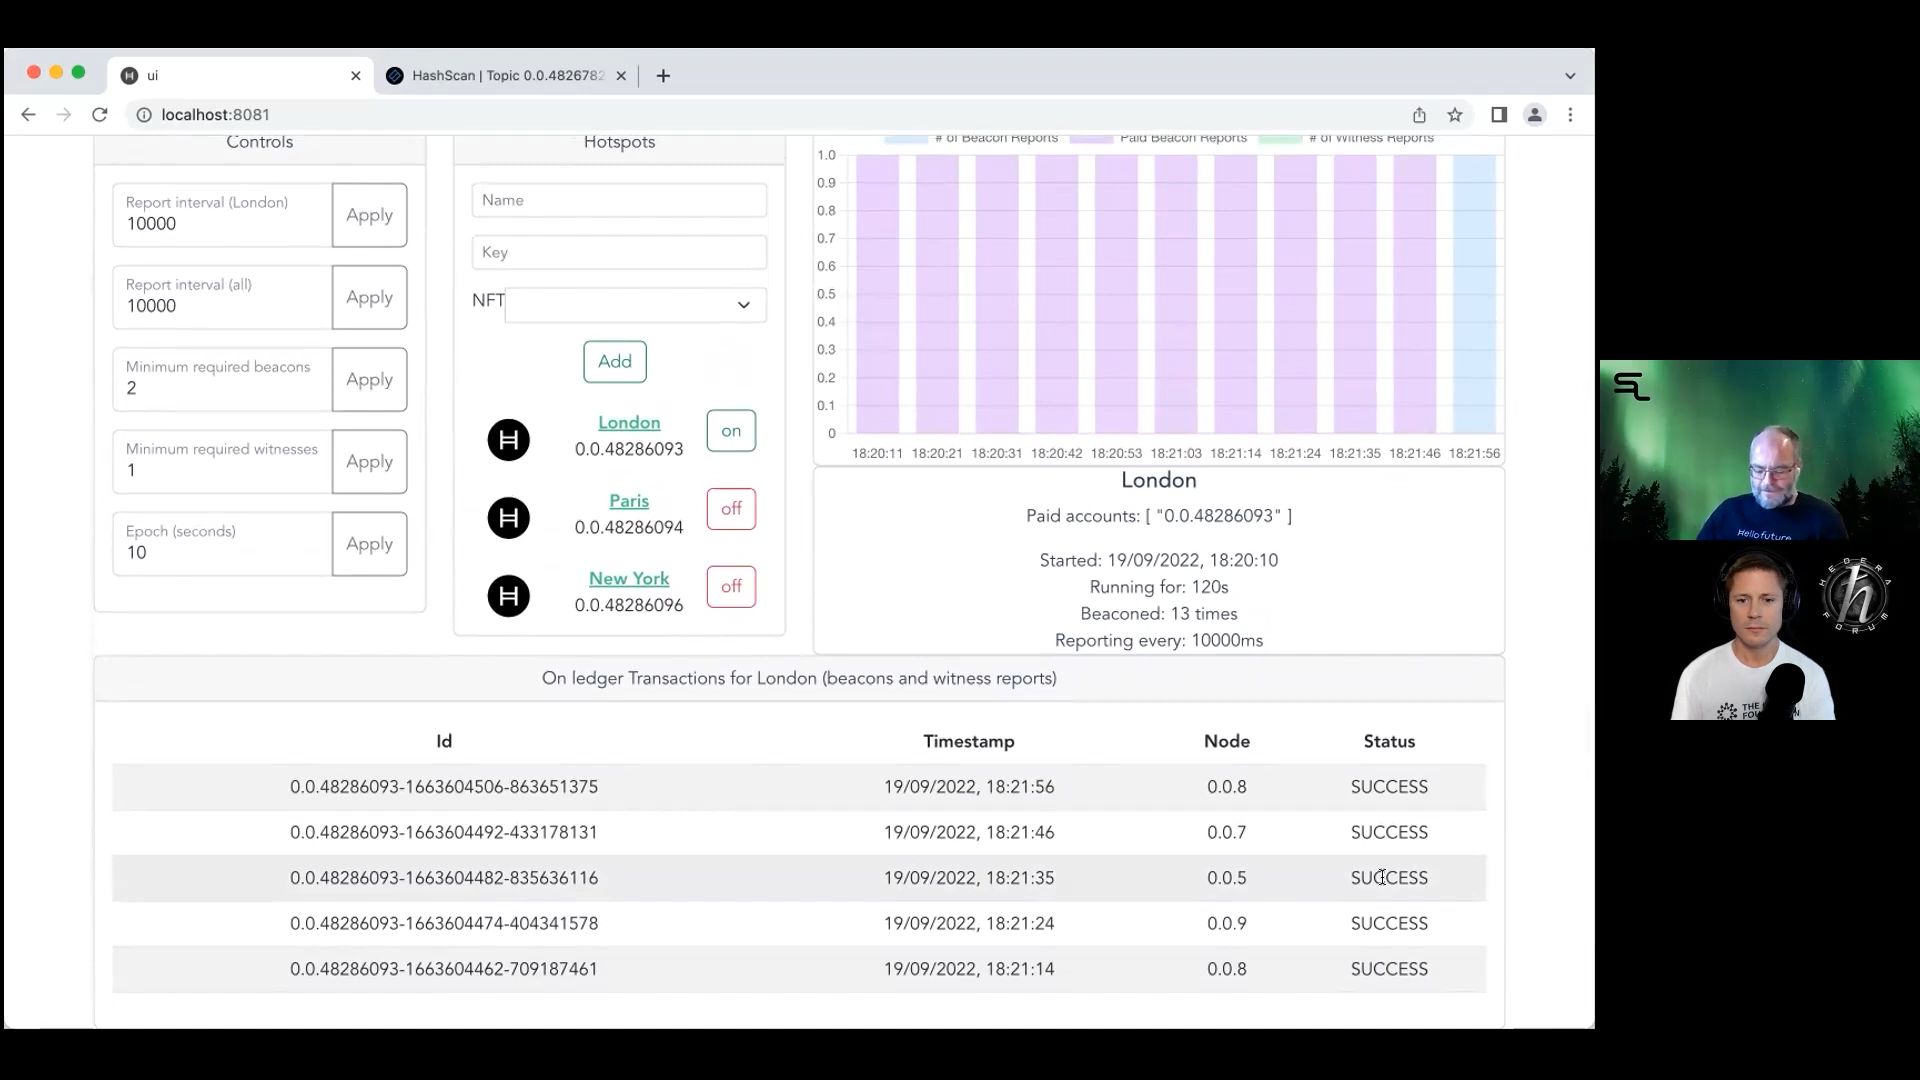 ui
HashScan | Topic 0.0.4826782
localhost:8081
Controls
Report interval (London)
10000
Apply
Report interval (all)
10000
Apply
Minimum required beacons
2
Apply
Minimum required witnesses
1
Apply
Epoch (seconds)
10
Apply
Hotspots
Name
Key
NFT
Add
London
0.0.48286093
on
Paris
0.0.48286094
off
New York
0.0.48286096
off
# of Beacon Reports Paid Beacon Reports # of Witness Reports
1.0
0.9
0.8
0.7
0.6
0.5
0.4
0.3
0.2
0.1
0
18:20:11 18:20:21 18:20:31 18:20:42 18:20:53 18:21:03 18:21:14 18:21:24 18:21:35 18:21:46 18:21:56
London
Paid accounts: [ "0.0.48286093" ]
Started: 19/09/2022, 18:20:10
Running for: 120s
Beaconed: 13 times
Reporting every: 10000ms
On ledger Transactions for London (beacons and witness reports)
Id Timestamp Node Status
0.0.48286093-1663604506-863651375 19/09/2022, 18:21:56 0.0.8 SUCCESS
0.0.48286093-1663604492-433178131 19/09/2022, 18:21:46 0.0.7 SUCCESS
0.0.48286093-1663604482-835636116 19/09/2022, 18:21:35 0.0.5 SUCCESS
0.0.48286093-1663604474-404341578 19/09/2022, 18:21:24 0.0.9 SUCCESS
0.0.48286093-1663604462-709187461 19/09/2022, 18:21:14 0.0.8 SUCCESS
Hello future
HEDERA
FORUM
THE